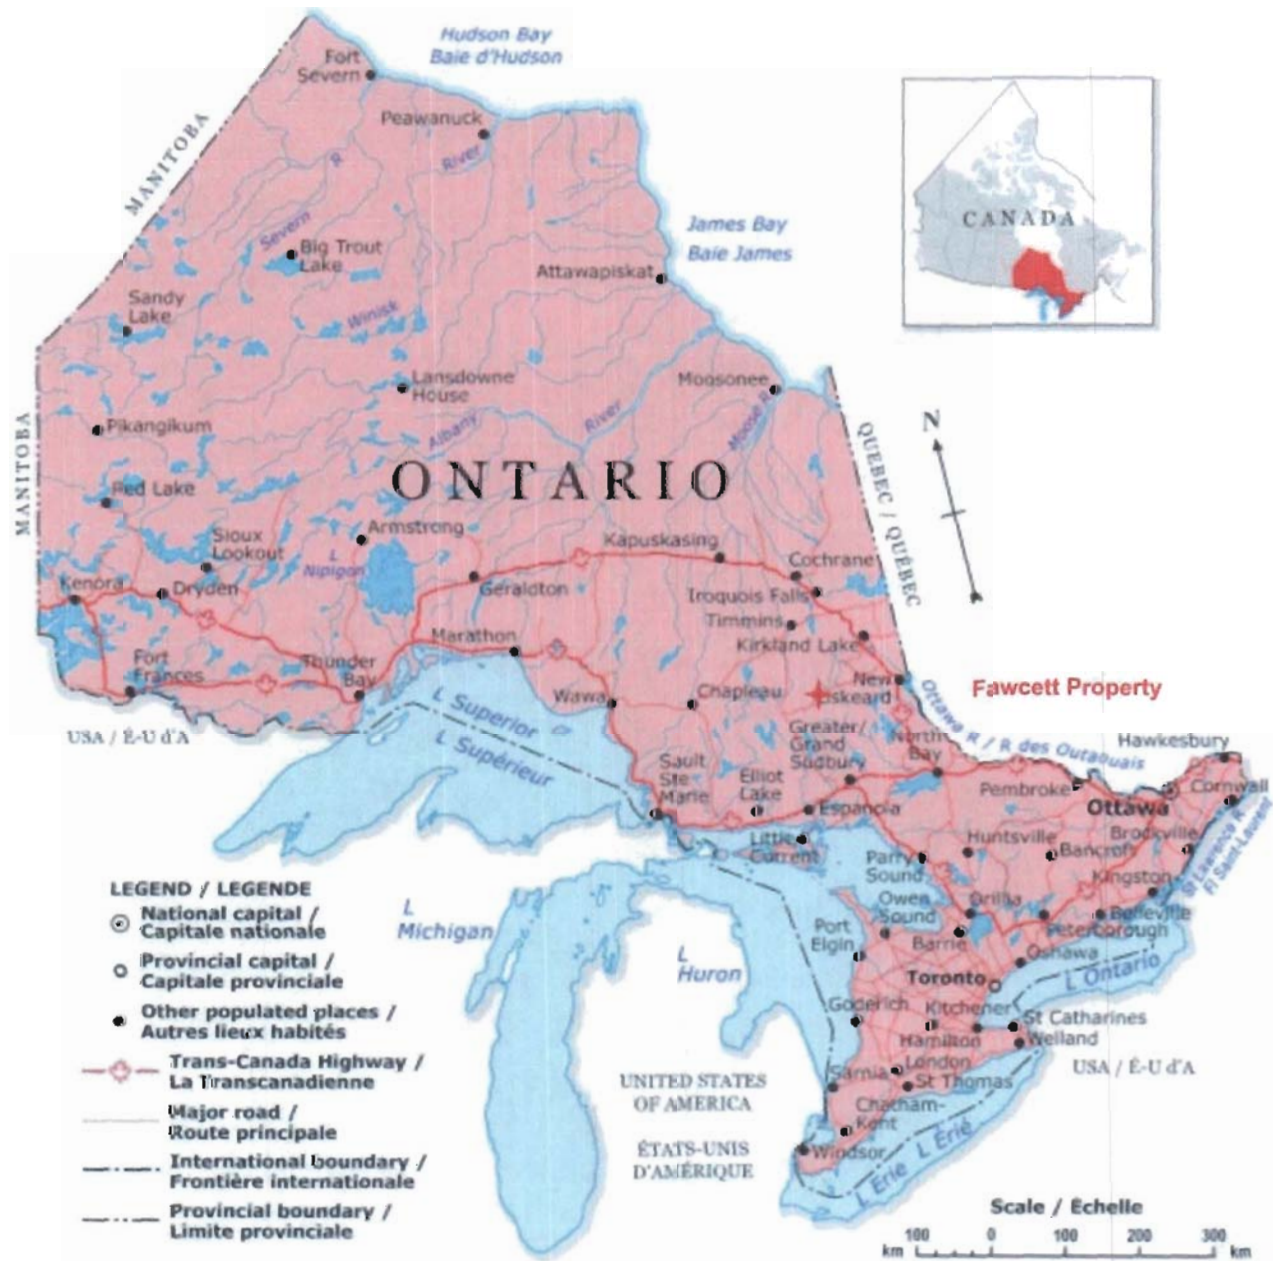 Hudson Bay
Baie d'Hudson
Fort
Severn
Peawanuck
River
R
MANITOBA
Severn
Big Trout
Lake
James Bay
Baie James
Attawapiskat
CANADA
Sandy
Lake
Winisk
Lansdowne
House
Moosonee
Moose R
MANITOBA
Pikangikum
Albany
River
N
QUEBEC / QUÉBEC
ONTARIO
Red Lake
Armstrong
Sioux
Lookout
L
Nipigon
Kapuskasing
Cochrane
Kenora
Dryden
Geraldton
Iroquois Falls
Timmins
Kirkland Lake
Marathon
Fort
Frances
Thunder
Bay
Wawa
Chapleau
New
iskeard
Fawcett Property
Ottawa R / R des Outaouais
L Superior
L Supérieur
USA / É-U d'A
Greater/
Grand
Sudbury
North
Bay
Hawkesbury
Sault
Ste
Marie
Elliot
Lake
Espanola
Pembroke
Ottawa
Cornwall
Little
Current
Huntsville
Bancroft
Brockville
Parry
Sound
Kingston
St Lawrence R
Fl Saint-Laurent
Owen
Sound
Orillia
Belleville
Port
Elgin
Barrie
Peterborough
Oshawa
L
Michigan
L
Huron
Toronto
L Ontario
Goderich
Kitchener
St Catharines
Hamilton
Welland
London
Sarnia
St Thomas
USA / É-U d'A
UNITED STATES
OF AMERICA
Chatham-
Kent
ÉTATS-UNIS
D'AMÉRIQUE
Windsor
L Érié
L Erie
LEGEND / LEGENDE
National capital /
Capitale nationale
Provincial capital /
Capitale provinciale
Other populated places /
Autres lieux habités
Trans-Canada Highway /
La Transcanadienne
Major road /
Route principale
International boundary /
Frontière internationale
Provincial boundary /
Limite provinciale
Scale / Échelle
100 0 100 200 300
km km